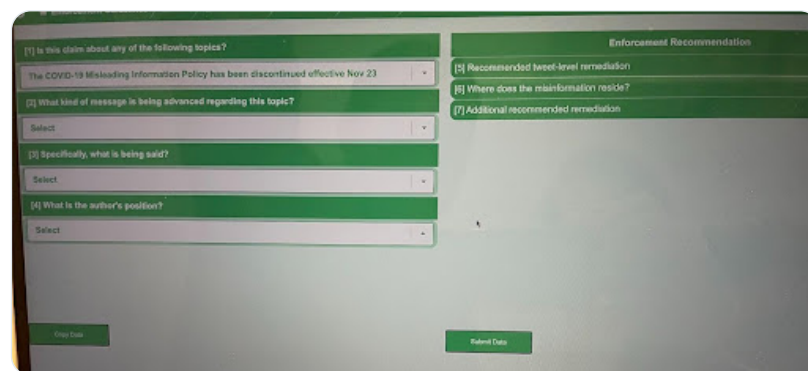 [1] Is this claim about any of the following topics?
The COVID-19 Misleading Information Policy has been discontinued effective Nov 23
[2] What kind of message is being advanced regarding this topic?
Select
[3] Specifically, what is being said?
Select
[4] What is the author's position?
Select
Copy Data
Enforcement Recommendation
[5] Recommended tweet-level remediation
[6] Where does the misinformation reside?
[7] Additional recommended remediation
Submit Data